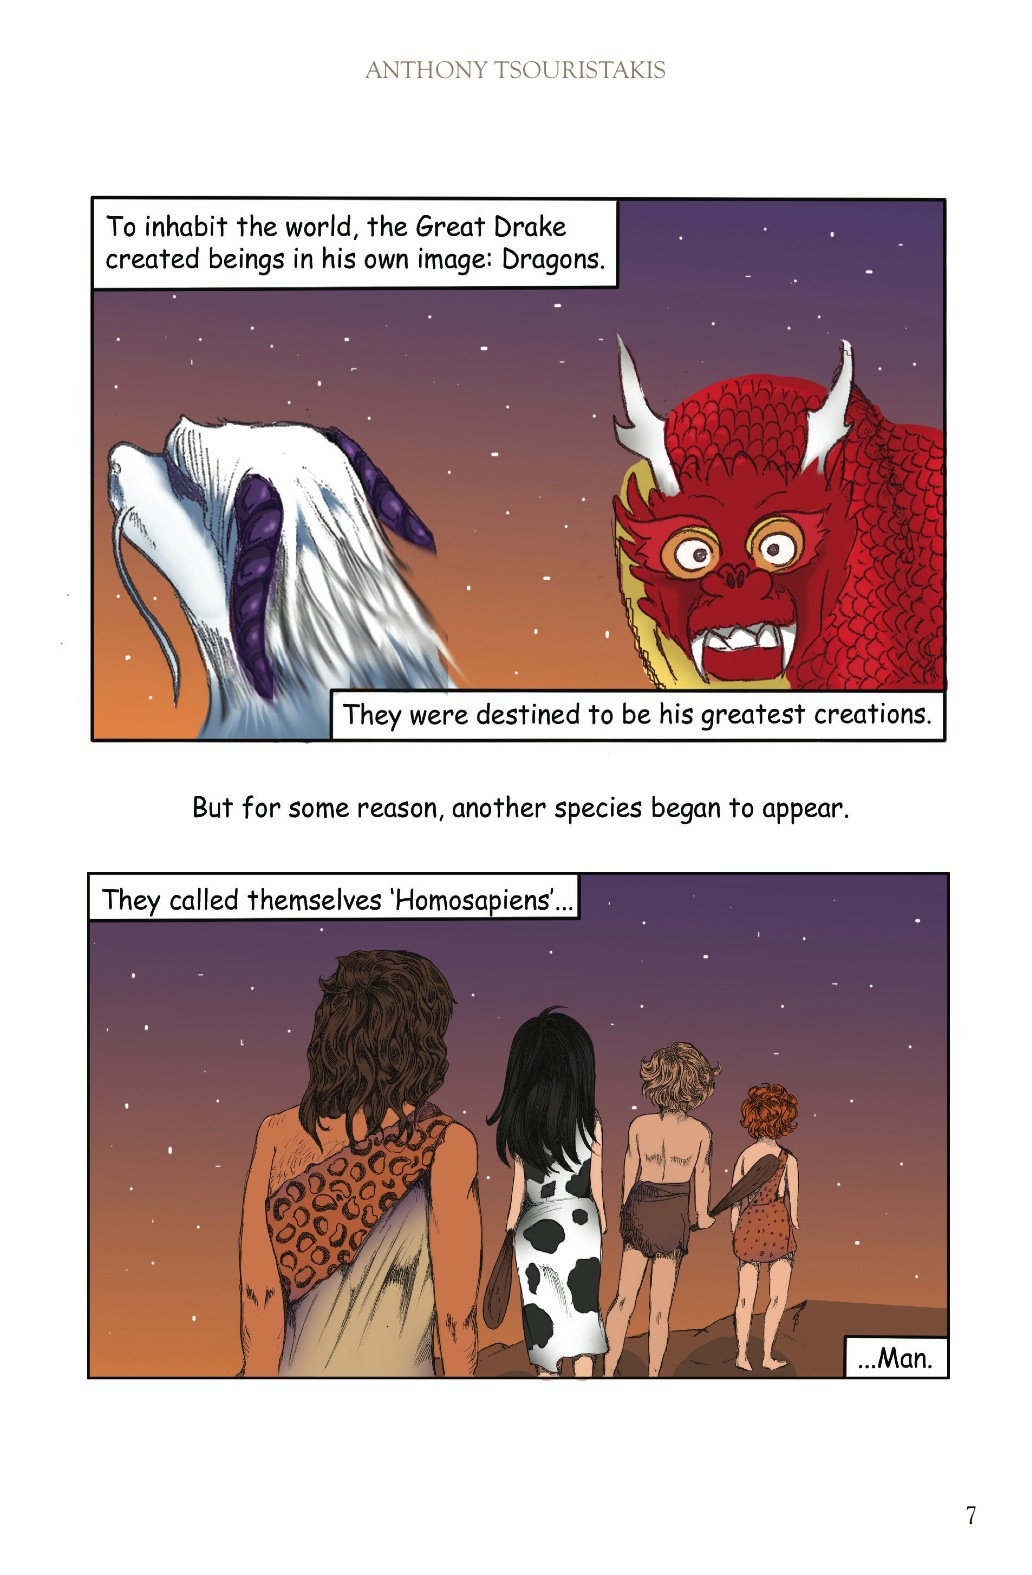 ANTHONY TSOURISTAKIS
To inhabit the world, the Great Drake
created beings in his own image: Dragons.
They were destined to be his greatest creations.
But for some reason, another species began to appear.
They called themselves ‘Homosapiens’...
...Man.
7